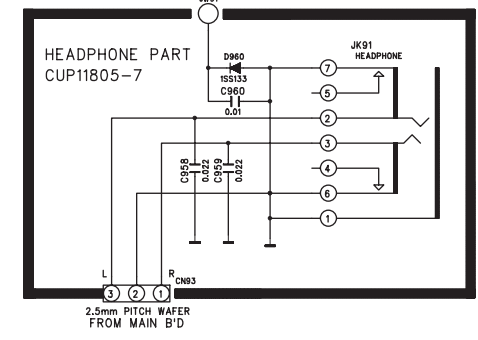 HEADPHONE PART
CUP11805-7
D960
1SS133
C960
0.01
JK91
HEADPHONE
7
5
2
3
4
6
1
C958
0.022
C959
0.022
L
R
CN93
3
2
1
2.5mm PITCH WAFER
FROM MAIN B'D